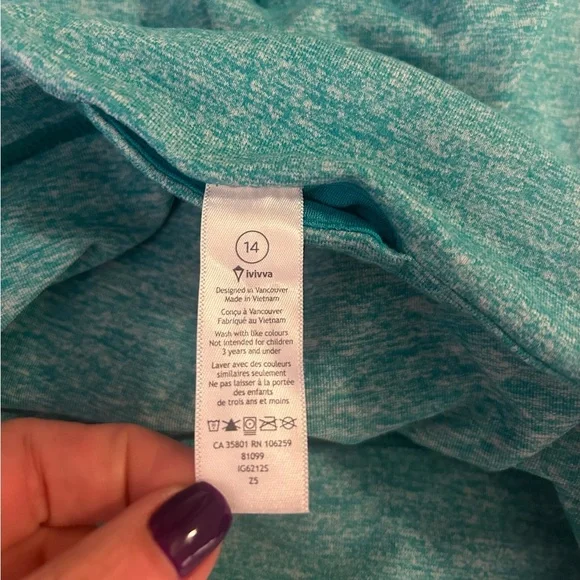 14
ivivva
Designed in Vancouver
Made in Vietnam
Conçu à Vancouver
Fabriqué au Vietnam
Wash with like colours
Not intended for children
3 years and under
Laver avec des couleurs
similaires seulement
Ne pas laisser à la portée
des enfants
de trois ans et moins
CA 35801 RN 106259
81099
IG6212S
ZS